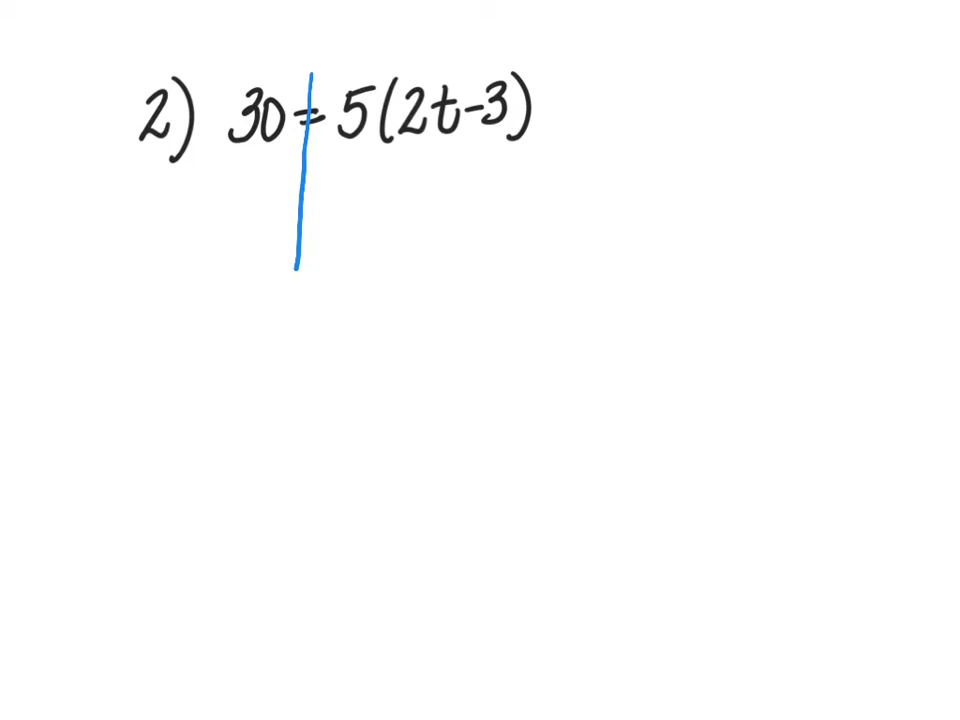 2) 30 = 5(2t-3)